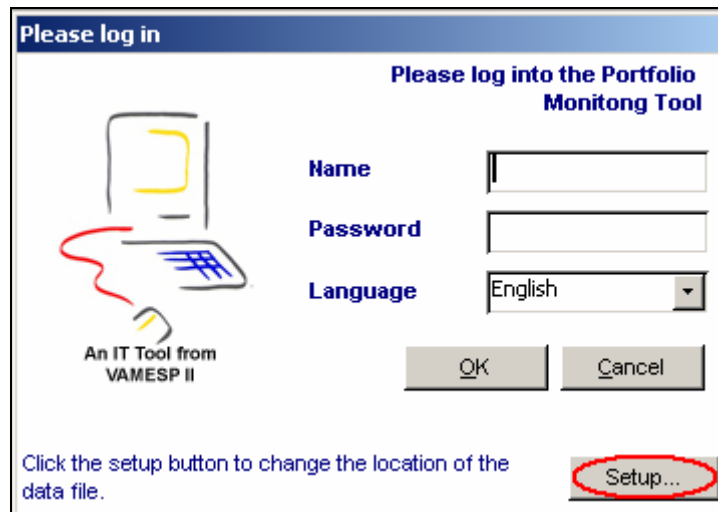 Please log in
Please log into the Portfolio
Monitong Tool
Name
Password
Language
English
An IT Tool from
VAMESP II
OK
Cancel
Click the setup button to change the location of the
data file.
Setup...